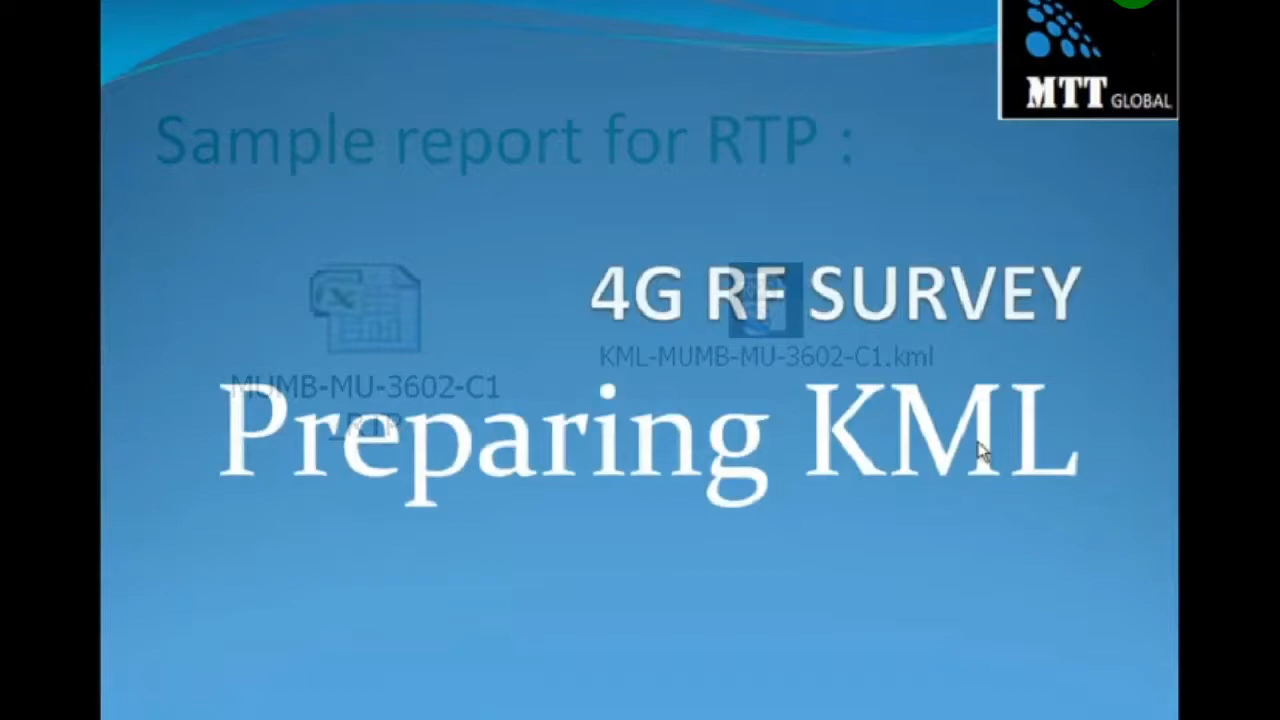 MTT GLOBAL
Sample report for RTP :
4G RF SURVEY
KML-MUMB-MU-3602-C1.kml
MUMB-MU-3602-C1
_RTP
Preparing KML